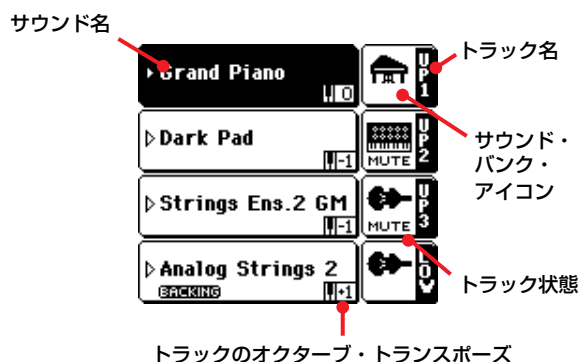 サウンド名
トラック名
Grand Piano
0
UP1
サウンド・
バンク・
アイコン
Dark Pad
-1
MUTE
UP2
Strings Ens.2 GM
-1
MUTE
UP3
トラック状態
Analog Strings 2
BACKING
+1
LOW
トラックのオクターブ・トランスポーズ